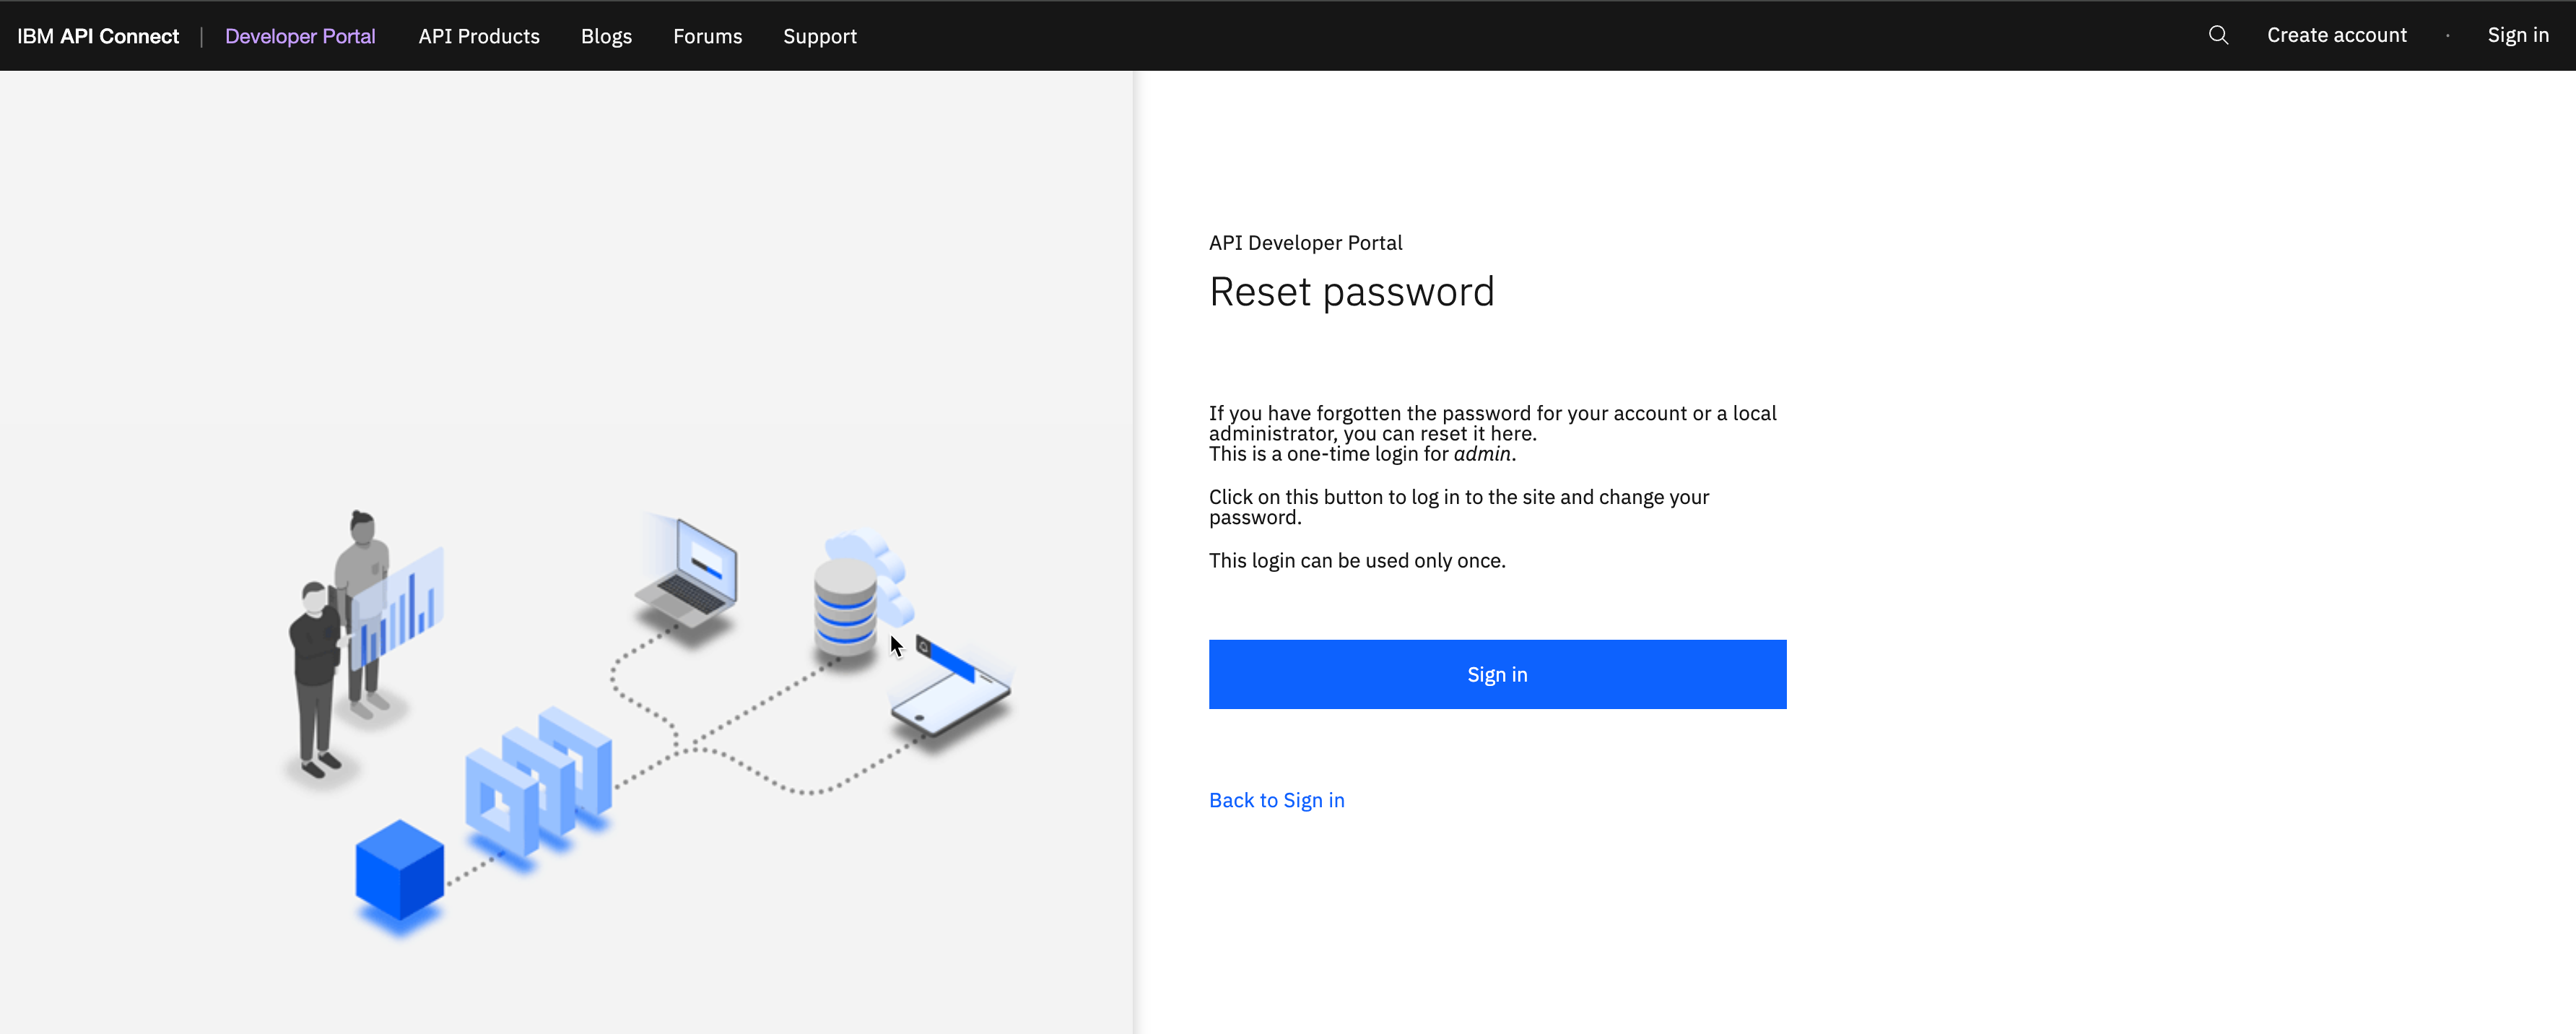 IBM API Connect | Developer Portal API Products Blogs Forums Support Create account · Sign in
API Developer Portal
Reset password
If you have forgotten the password for your account or a local
administrator, you can reset it here.
This is a one-time login for admin.
Click on this button to log in to the site and change your
password.
This login can be used only once.
Sign in
Back to Sign in